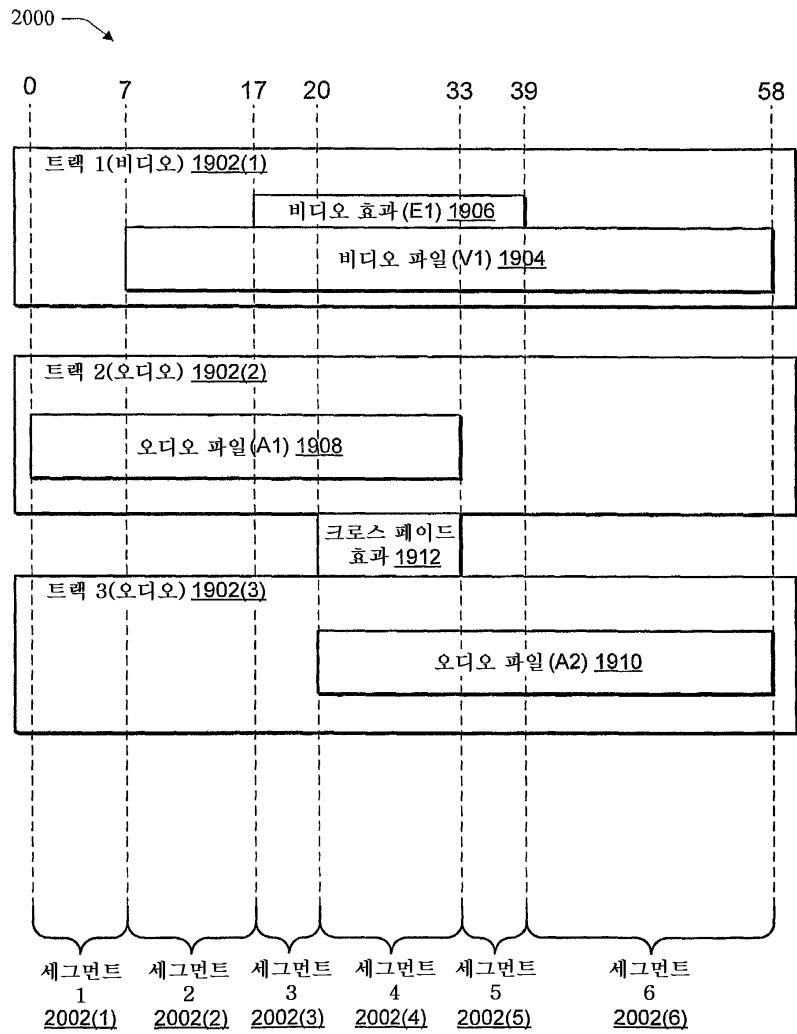 2000
0 7 17 20 33 39 58
트랙 1(비디오) 1902(1)
비디오 효과(E1) 1906
비디오 파일(V1) 1904
트랙 2(오디오) 1902(2)
오디오 파일(A1) 1908
크로스 페이드
효과 1912
트랙 3(오디오) 1902(3)
오디오 파일(A2) 1910
세그먼트 세그먼트 세그먼트 세그먼트 세그먼트 세그먼트
1 2 3 4 5 6
2002(1) 2002(2) 2002(3) 2002(4) 2002(5) 2002(6)